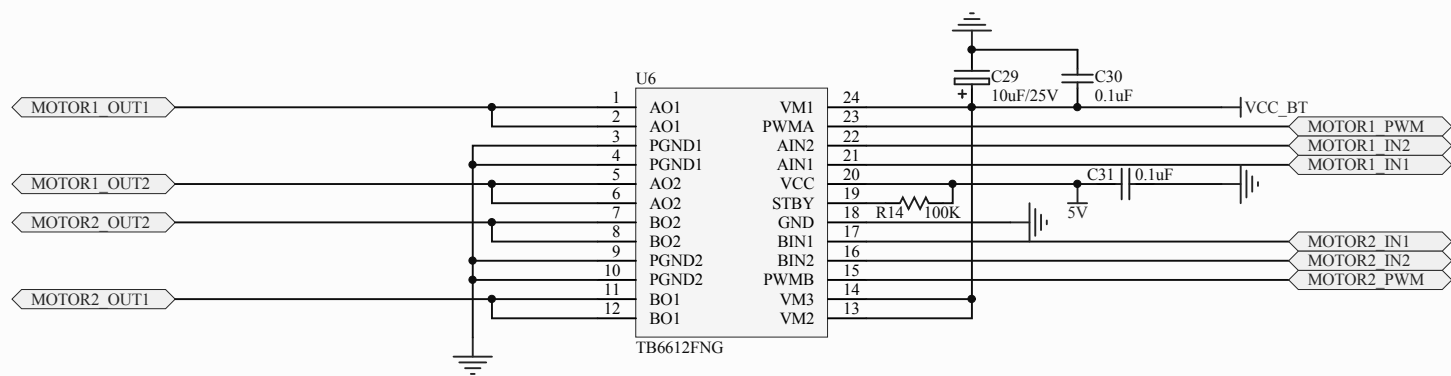 U6
C29
10uF/25V
+
C30
0.1uF
MOTOR1_OUT1
1 AO1 VM1 24
VCC_BT
2 AO1 PWMA 23
MOTOR1_PWM
3 PGND1 AIN2 22
MOTOR1_IN2
4 PGND1 AIN1 21
MOTOR1_IN1
MOTOR1_OUT2
5 AO2 VCC 20
C31 0.1uF
6 AO2 STBY 19
R14 100K
5V
MOTOR2_OUT2
7 BO2 GND 18
8 BO2 BIN1 17
MOTOR2_IN1
9 PGND2 BIN2 16
MOTOR2_IN2
10 PGND2 PWMB 15
MOTOR2_PWM
MOTOR2_OUT1
11 BO1 VM3 14
12 BO1 VM2 13
TB6612FNG